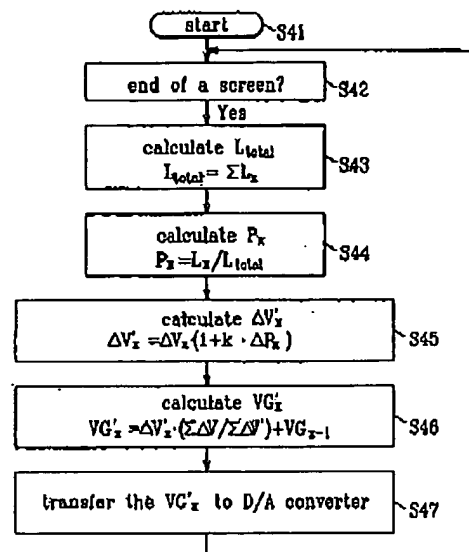 start
S41
end of a screen?
S42
Yes
calculate L_total
L_total = ΣL_x
S43
calculate P_x
P_x = L_x/L_total
S44
calculate ΔV'_x
ΔV'_x = ΔV_x (1+k · ΔP_x)
S45
calculate VG'_x
VG'_x = ΔV'_x · (ΣΔV/ΣΔV') + VG_x-1
S46
transfer the VG'_x to D/A converter
S47